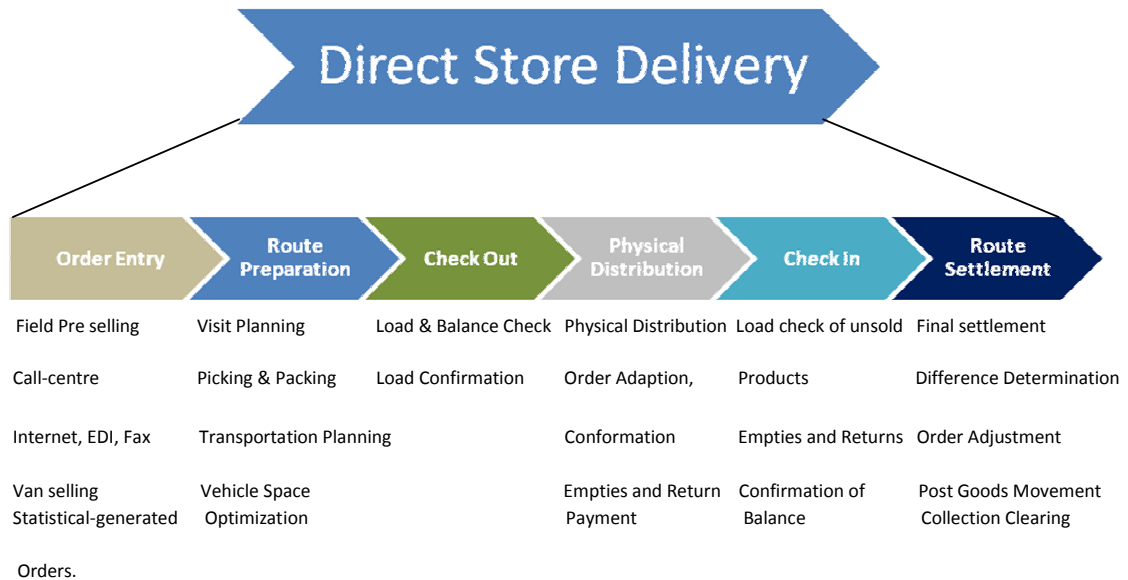 Direct Store Delivery
Order Entry
Route
Preparation
Check Out
Physical
Distribution
Check In
Route
Settlement
Field Pre selling
Call-centre
Internet, EDI, Fax
Van selling
Statistical-generated
Orders.
Visit Planning
Picking & Packing
Transportation Planning
Vehicle Space
Optimization
Load & Balance Check
Load Confirmation
Physical Distribution
Order Adaption,
Conformation
Empties and Return
Payment
Load check of unsold
Products
Empties and Returns
Confirmation of
Balance
Final settlement
Difference Determination
Order Adjustment
Post Goods Movement
Collection Clearing